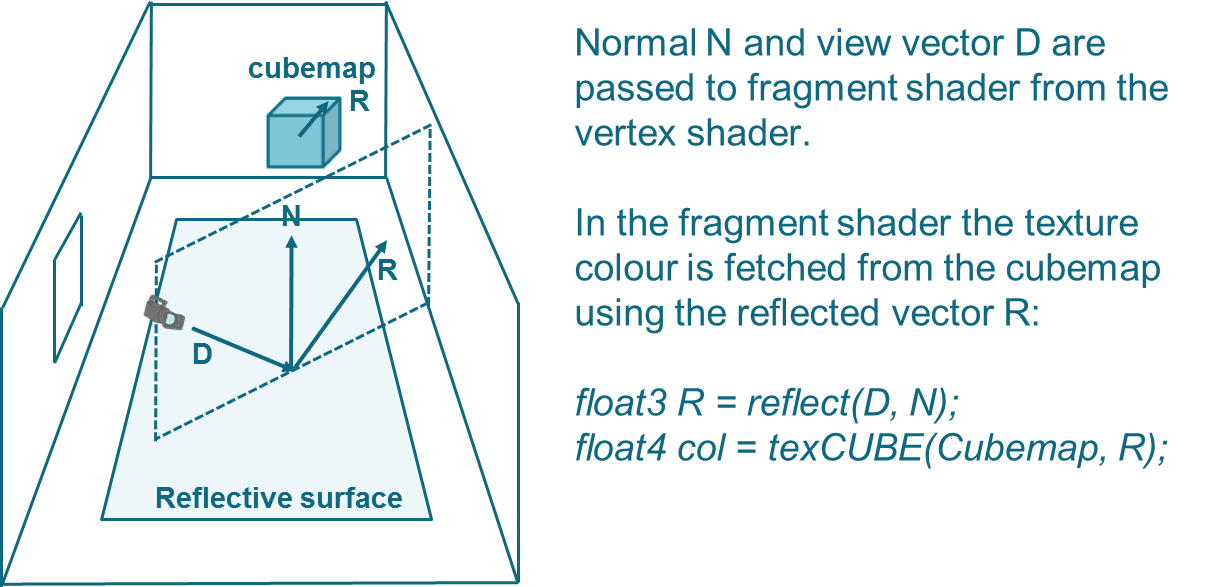 cubemap
R
N
R
D
Reflective surface
Normal N and view vector D are
passed to fragment shader from the
vertex shader.
In the fragment shader the texture
colour is fetched from the cubemap
using the reflected vector R:
float3 R = reflect(D, N);
float4 col = texCUBE(Cubemap, R);